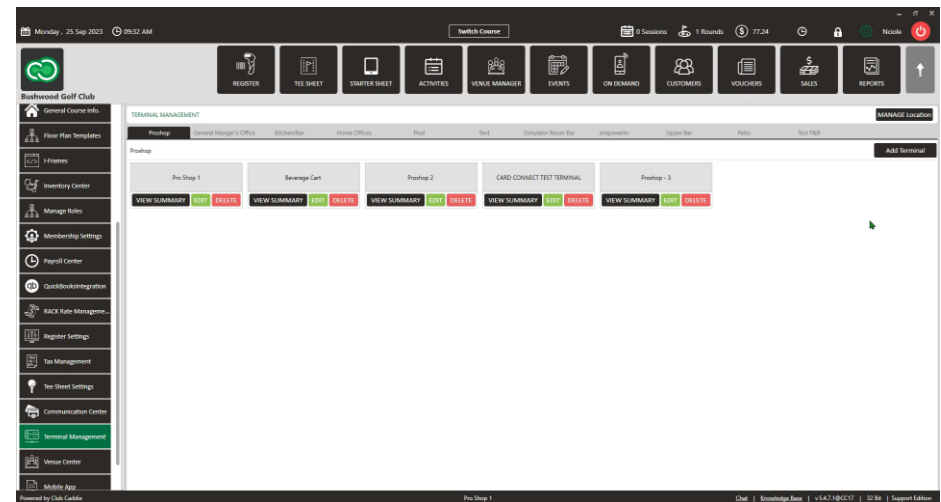 Monday, 25 Sep 2023 09:32 AM Switch Course 0 Sessions 1 Rounds 77.24 Nciole
Bushwood Golf Club
REGISTER TEE SHEET STARTER SHEET ACTIVITIES VENUE MANAGER EVENTS ON DEMAND CUSTOMERS VOUCHERS SALES REPORTS
General Course Info.
Floor Plan Templates
I-Frames
Inventory Center
Manage Roles
Membership Settings
Payroll Center
QuickBooksIntegration
RACK Rate Manageme...
Register Settings
Tax Management
Tee Sheet Settings
Communication Center
Terminal Management
Venue Center
Mobile App
TERMINAL MANAGEMENT MANAGE Location
Proshop General Manger's Office Kitchen/Bar Home Offices Pool Tent Simulator Room Bar empowerhr Upper Bar Patio Test F&B
Proshop Add Terminal
Pro Shop 1 Beverage Cart Proshop 2 CARD CONNECT TEST TERMINAL Proshop - 3
VIEW SUMMARY EDIT DELETE VIEW SUMMARY EDIT DELETE VIEW SUMMARY EDIT DELETE VIEW SUMMARY EDIT DELETE VIEW SUMMARY EDIT DELETE
Powered by Club Caddie Pro Shop 1 Chat | Knowledge Base | v 5.4.7.1@CC17 | 32 Bit | Support Edition